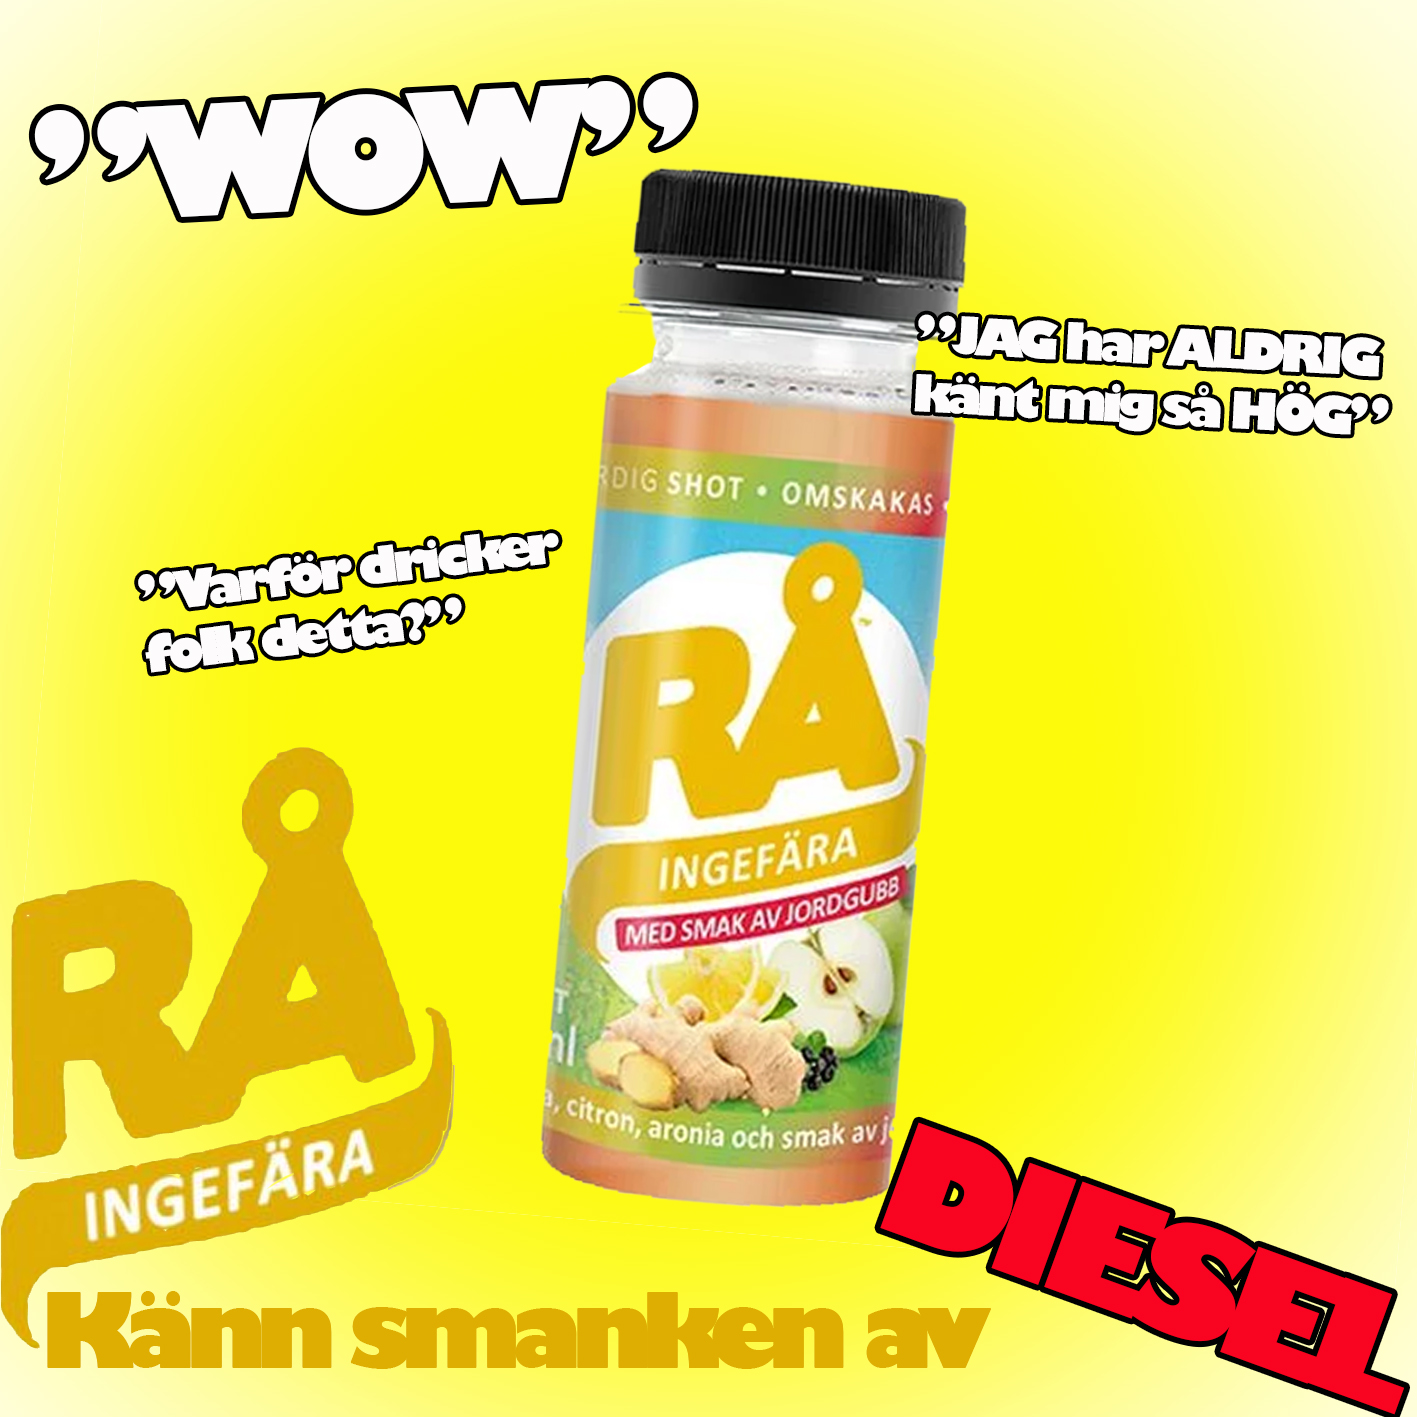 ”WOW”
”JAG har ALDRIG
känt mig så HÖG”
RDIG SHOT • OMSKAKAS •
”Varför dricker
folk detta?”
RÅ
INGEFÄRA
MED SMAK AV JORDGUBB
citron, aronia och smak av
RÅ
INGEFÄRA
Känn smanken av
DIESEL